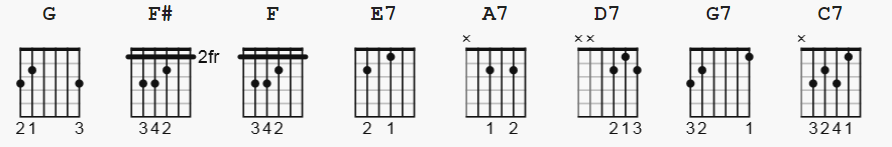 G F# F E7 A7 D7 G7 C7
× ×× ×
2fr
21 3 342 342 2 1 1 2 213 32 1 3241